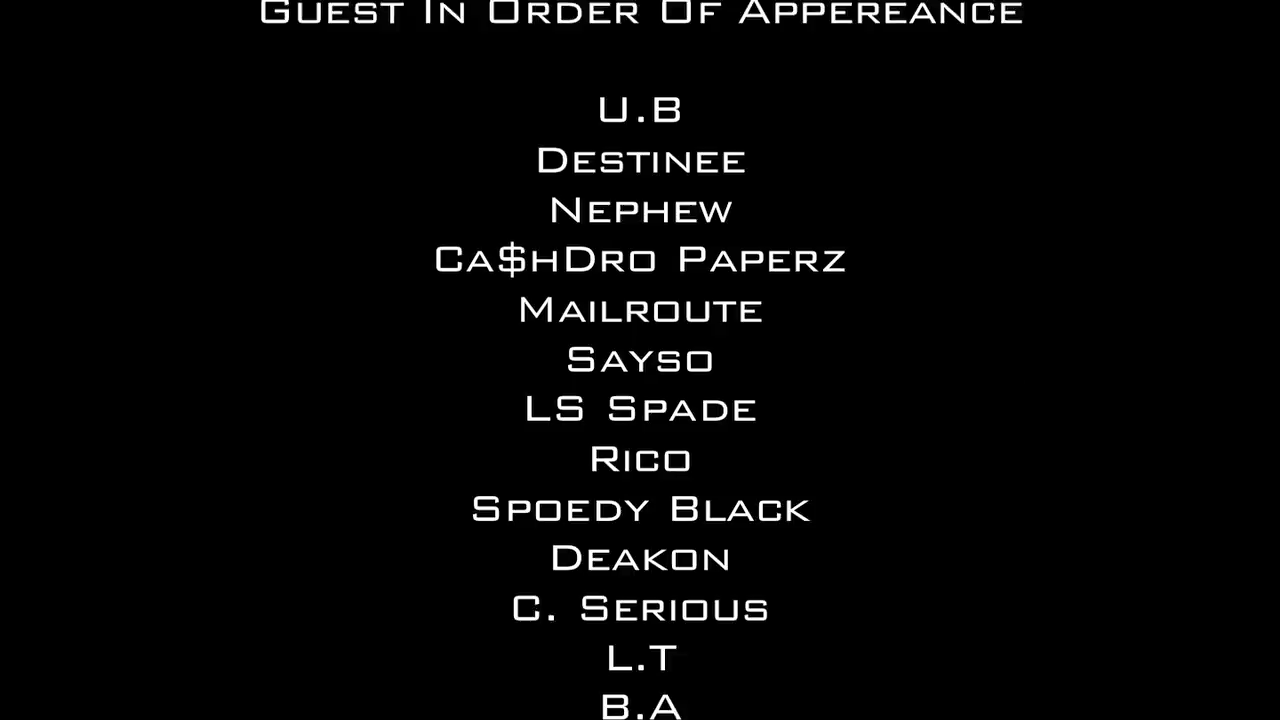 Guest In Order Of Appereance
U.B
Destinee
Nephew
Ca$hDro Paperz
Mailroute
Sayso
LS Spade
Rico
Spoedy Black
Deakon
C. Serious
L.T
B.A